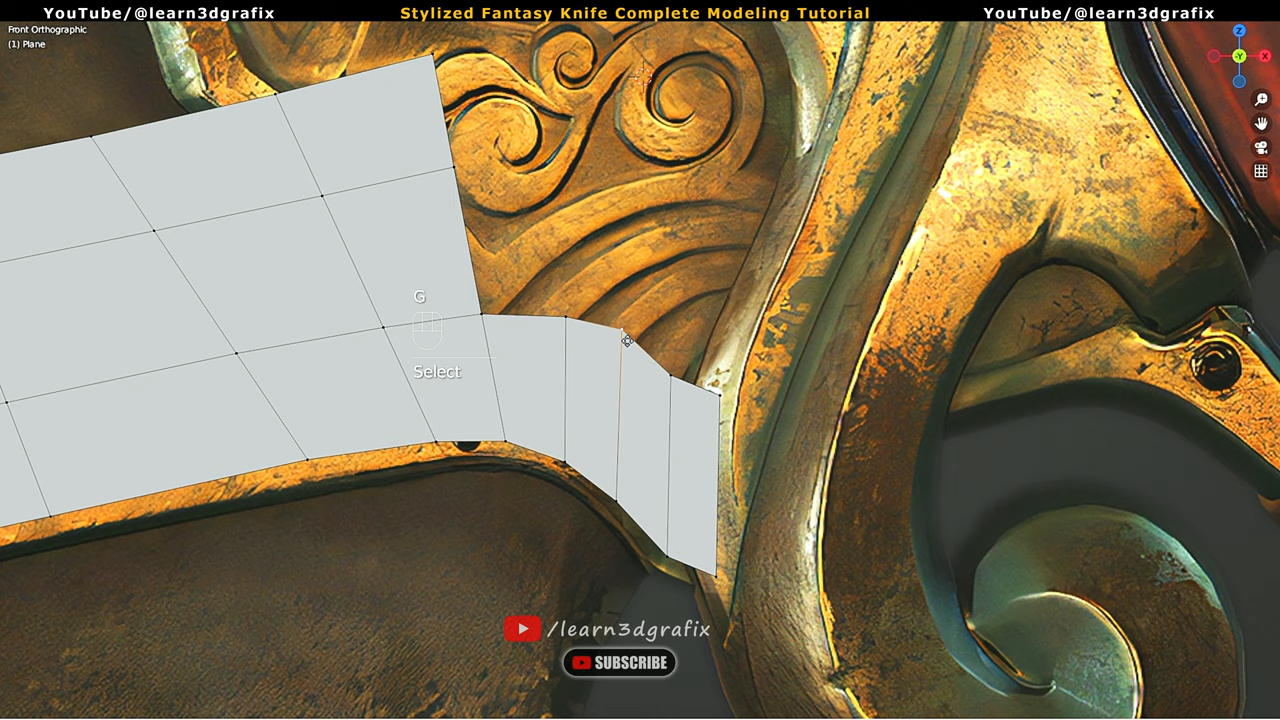 YouTube/@learn3dgrafix
Stylized Fantasy Knife Complete Modeling Tutorial
YouTube/@learn3dgrafix
Front Orthographic
(1) Plane
Z
Y
X
G
Select
/learn3dgrafix
SUBSCRIBE